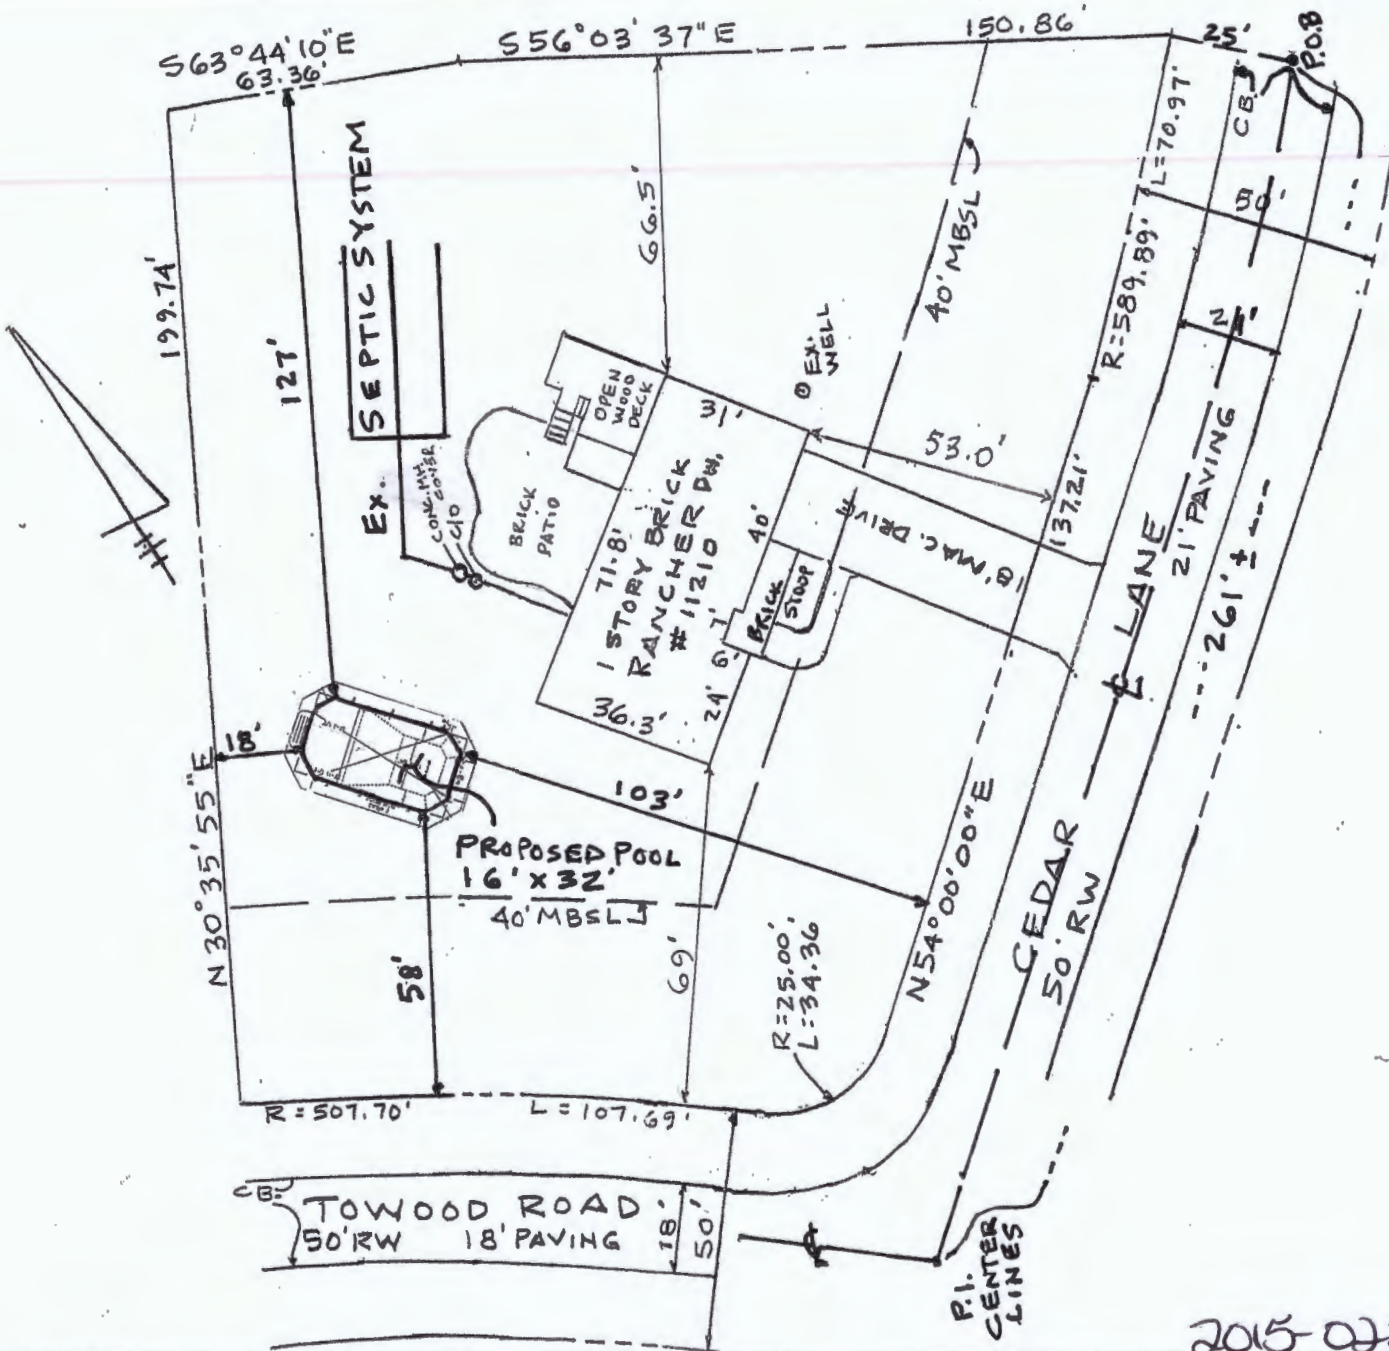 S63°44'10"E
63.36'
S56°03'37"E
150.86'
25'
P.O.B
CB
L=70.97'
50'
R=589.89'
21'
199.74'
127'
SEPTIC SYSTEM
Ex.
66.5'
40' MBSL
EX.
WELL
OPEN
WOOD
DECK
31'
53.0'
137.21'
CONC. MH.
COVER
C/O
BRICK
PATIO
71.8'
1 STORY BRICK
RANCHER DW.
#11210
40'
MAC. DRIVE
BRICK
STOOP
7'
6'
24'
36.3'
LANE
21' PAVING
261' ±
18'
103'
PROPOSED POOL
16' X 32'
40' MBSL
N 30° 35' 55" E
58'
69'
R=25.00'
L=34.36
N54°00'00"E
CEDAR
50' RW
R=507.70'
L=107.69'
CB
TOWOOD ROAD
50' RW 18' PAVING
18'
50'
P.I.
CENTER
LINES
2015-02